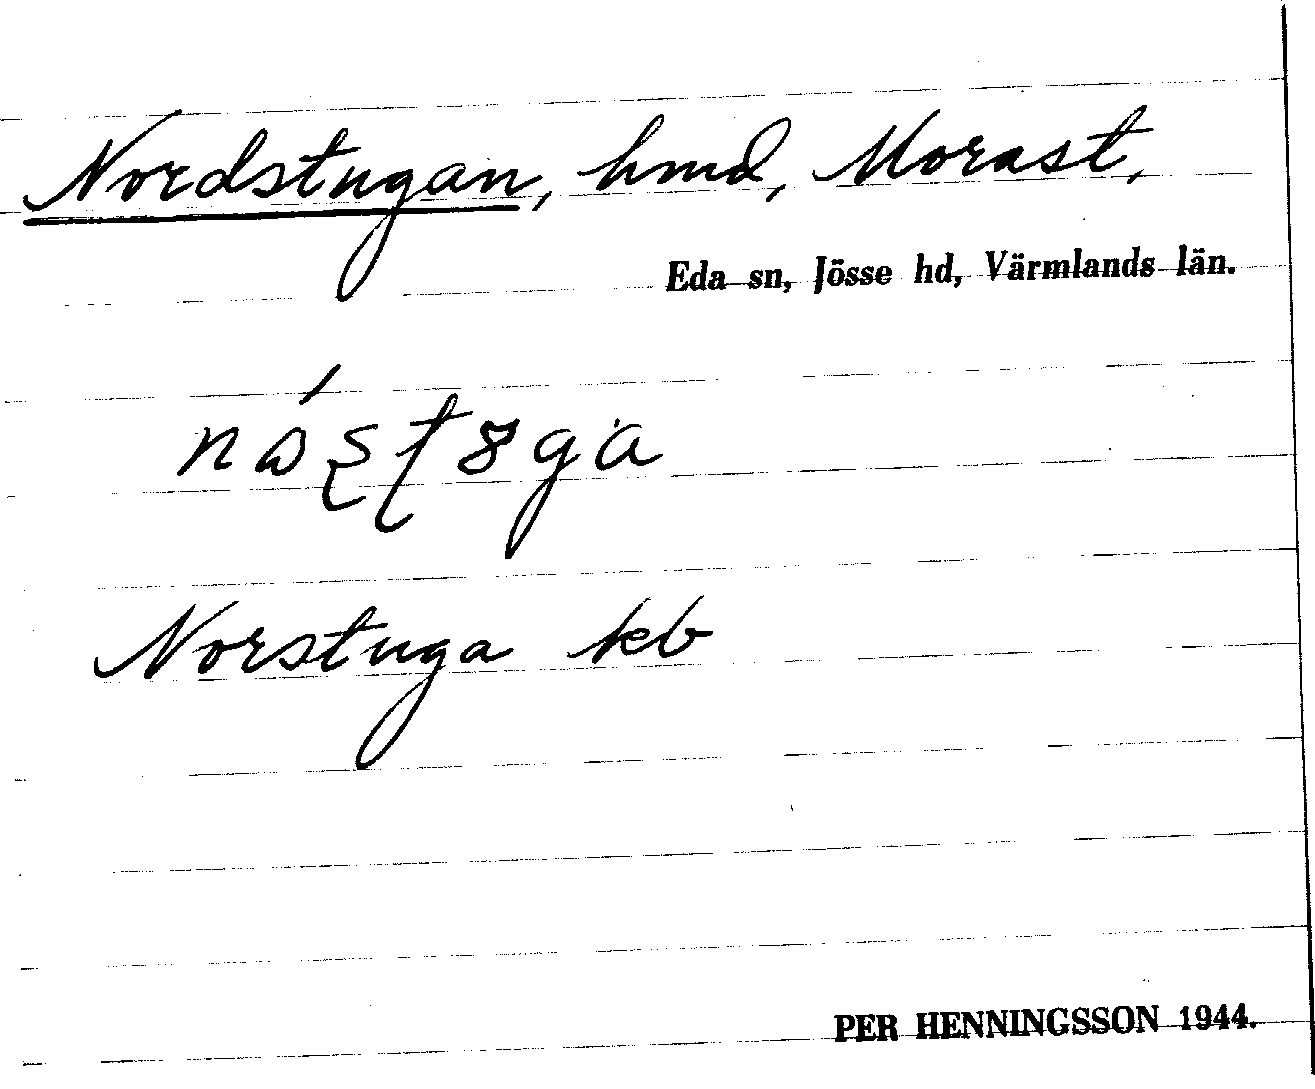 Nordstugan, hmd, Morast,
Eda sn, Jösse hd, Värmlands län.
Norstuga kb
PER HENNINGSSON 1944.